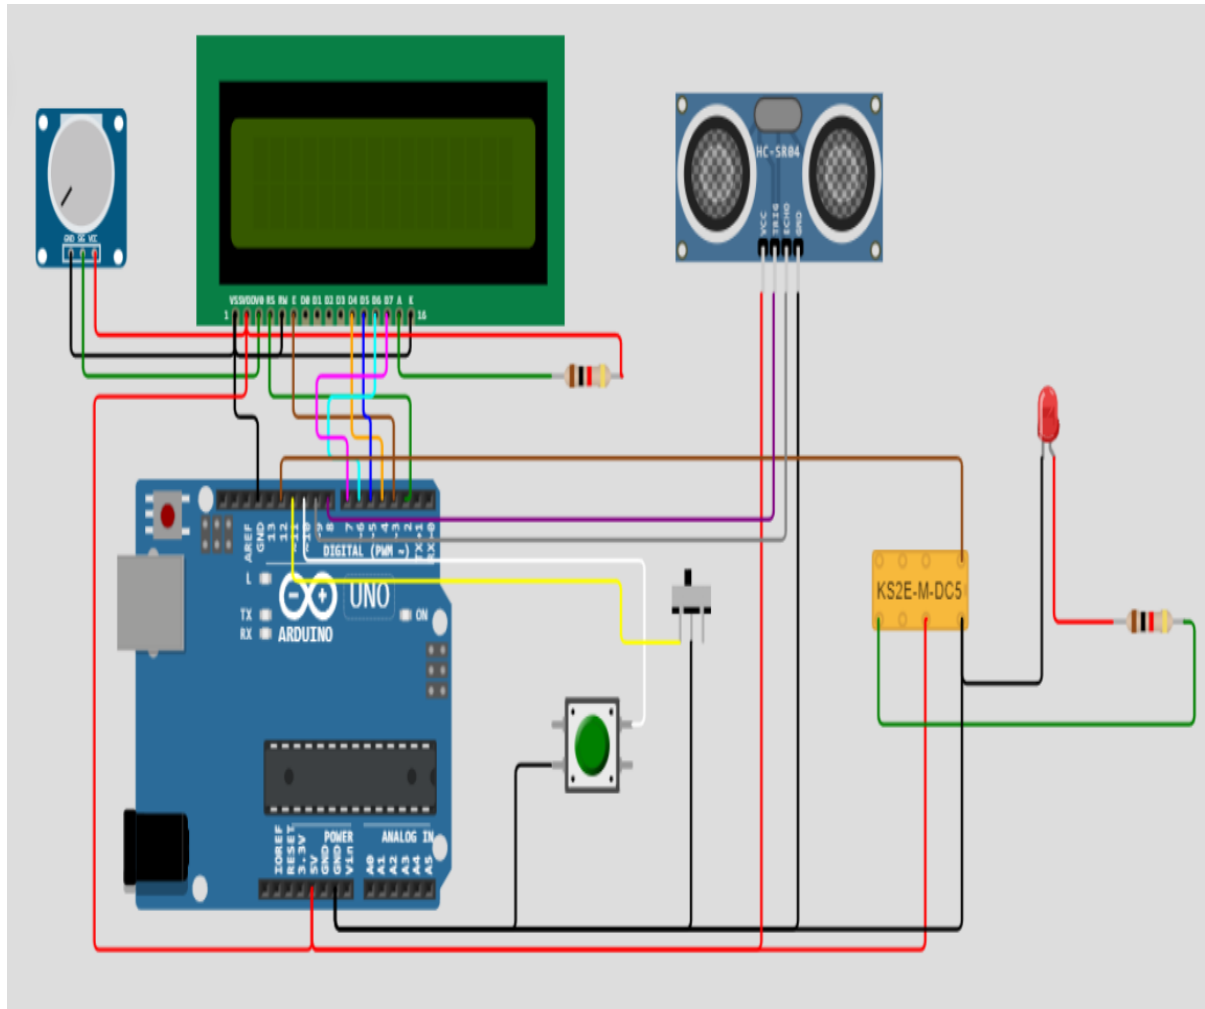 GND SIG VCC
VSS VDD V0 RS RW E D0 D1 D2 D3 D4 D5 D6 D7 A K
1
16
HC-SR04
VCC
TRIG
ECHO
GND
AREF
GND
13
12
~11
~10
~9
8
7
~6
~5
4
~3
2
TX→1
RX←0
DIGITAL (PWM ~)
L
TX
RX
UNO
ON
ARDUINO
KS2E-M-DC5
IOREF
RESET
3.3V
5V
GND
GND
Vin
POWER
ANALOG IN
A0
A1
A2
A3
A4
A5